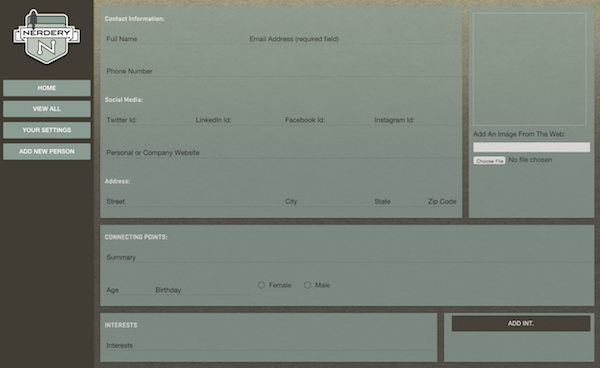 NERDERY
N
HOME
VIEW ALL
YOUR SETTINGS
ADD NEW PERSON
Contact Information:
Full Name Email Address (required field)
Phone Number
Social Media:
Twitter Id: LinkedIn Id: Facebook Id: Instagram Id:
Personal or Company Website
Address:
Street City State Zip Code
Add An Image From The Web:
Choose File No file chosen
CONNECTING POINTS:
Summary
Age Birthday Female Male
INTERESTS
Interests
ADD INT.